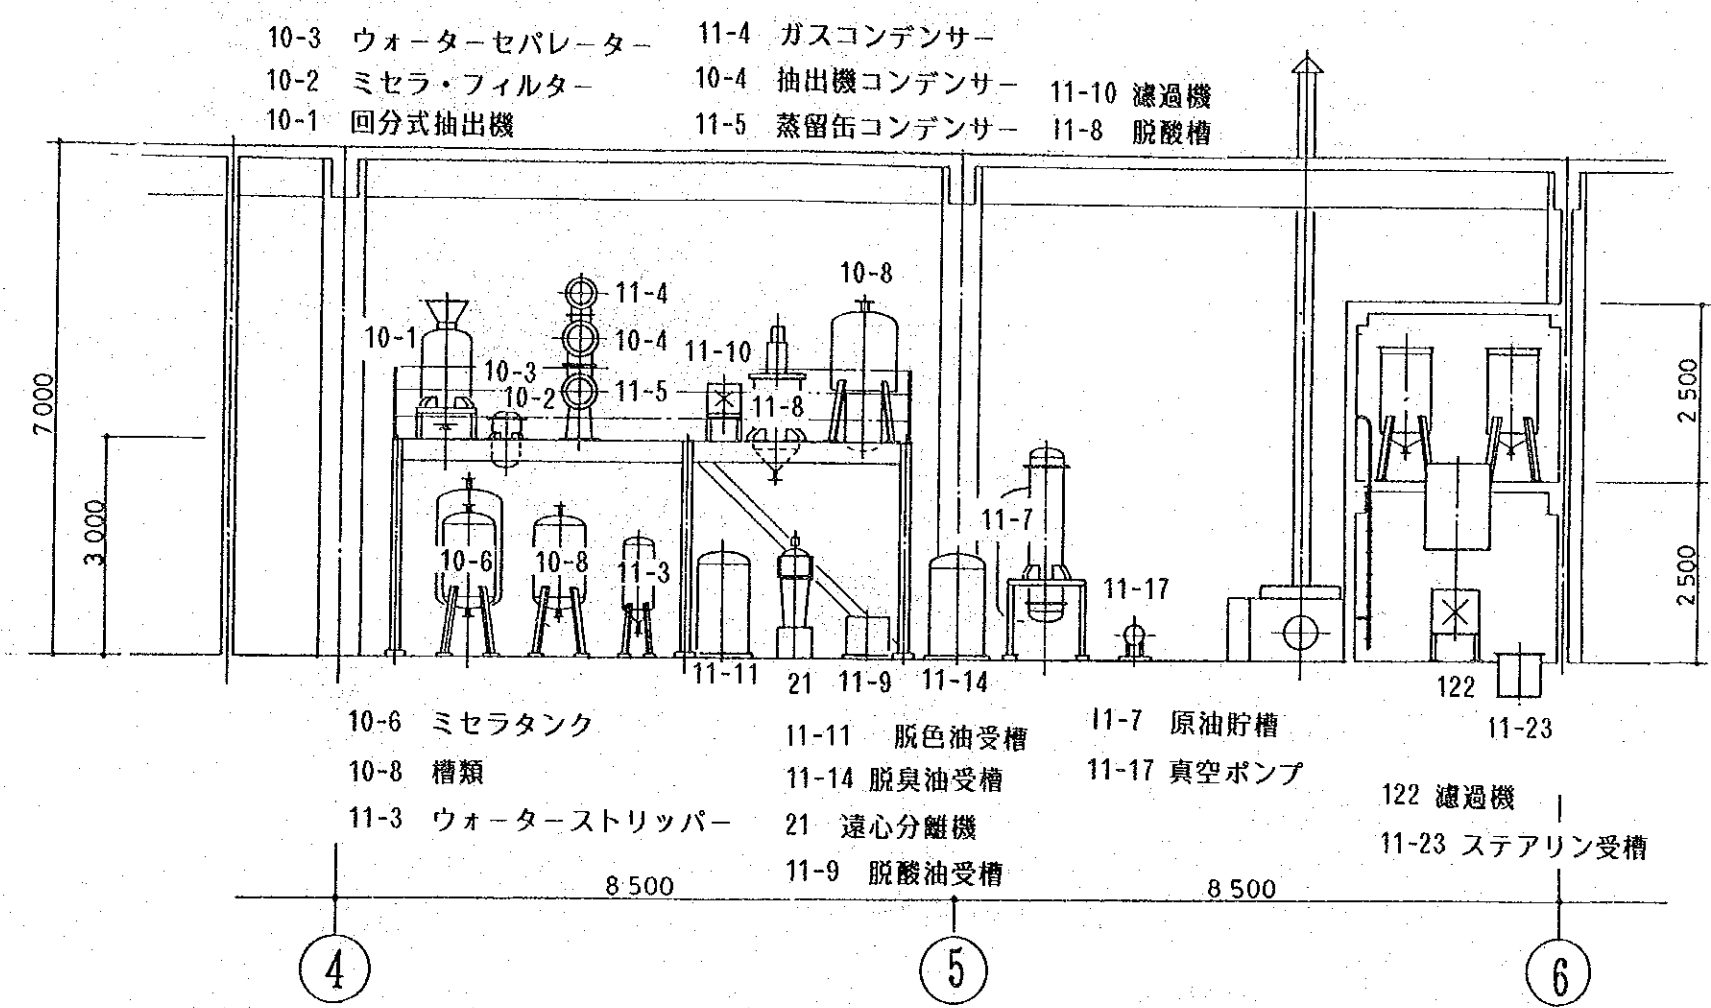 10-3 ウォーターセパレーター
11-4 ガスコンデンサー
10-2 ミセラ・フィルター
10-4 抽出機コンデンサー
11-10 濾過機
10-1 回分式抽出機
11-5 蒸留缶コンデンサー
11-8 脱酸槽
10-8
11-4
10-1
10-4
11-10
10-3
11-5
10-2
11-8
7000
3000
2500
2500
11-7
10-6
10-8
11-3
11-17
11-11
21
11-9
11-14
122
11-23
10-6 ミセラタンク
10-8 槽類
11-3 ウォーターストリッパー
11-11 脱色油受槽
11-14 脱臭油受槽
21 遠心分離機
11-9 脱酸油受槽
11-7 原油貯槽
11-17 真空ポンプ
122 濾過機
11-23 ステアリン受槽
8500
8500
4
5
6